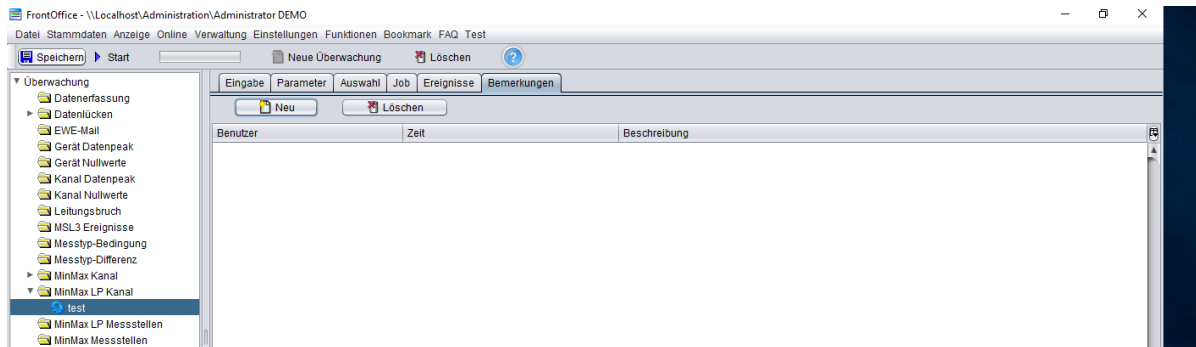 FrontOffice - \\Localhost\Administration\Administrator DEMO
Datei Stammdaten Anzeige Online Verwaltung Einstellungen Funktionen Bookmark FAQ Test
Speichern Start Neue Überwachung Löschen ?
Überwachung
Datenerfassung
Datenlücken
EWE-Mail
Gerät Datenpeak
Gerät Nullwerte
Kanal Datenpeak
Kanal Nullwerte
Leitungsbruch
MSL3 Ereignisse
Messtyp-Bedingung
Messtyp-Differenz
MinMax Kanal
MinMax LP Kanal
test
MinMax LP Messstellen
MinMax Messstellen
Eingabe Parameter Auswahl Job Ereignisse Bemerkungen
Neu Löschen
Benutzer Zeit Beschreibung